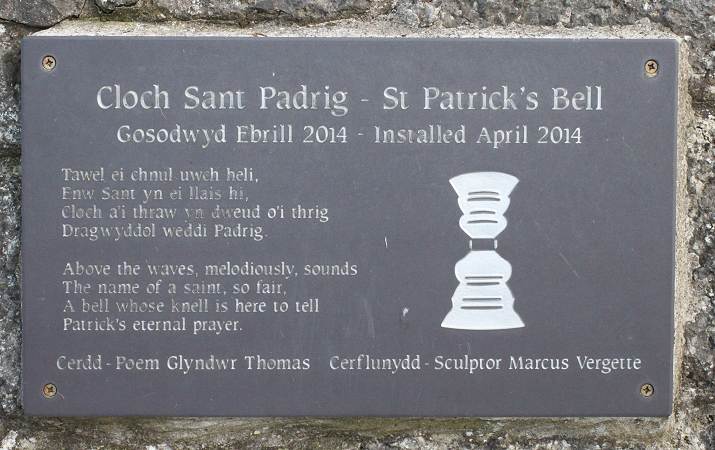 Cloch Sant Padrig - St Patrick's Bell
Gosodwyd Ebrill 2014 - Installed April 2014
Tawel ei chnul uwch heli,
Enw Sant yn ei llais hi,
Cloch a'i thraw yn dweud o'i thrig
Dragwyddol weddi Padrig.
Above the waves, melodiously, sounds
The name of a saint, so fair,
A bell whose knell is here to tell
Patrick's eternal prayer.
Cerdd - Poem Glyndwr Thomas Cerflunydd - Sculptor Marcus Vergette